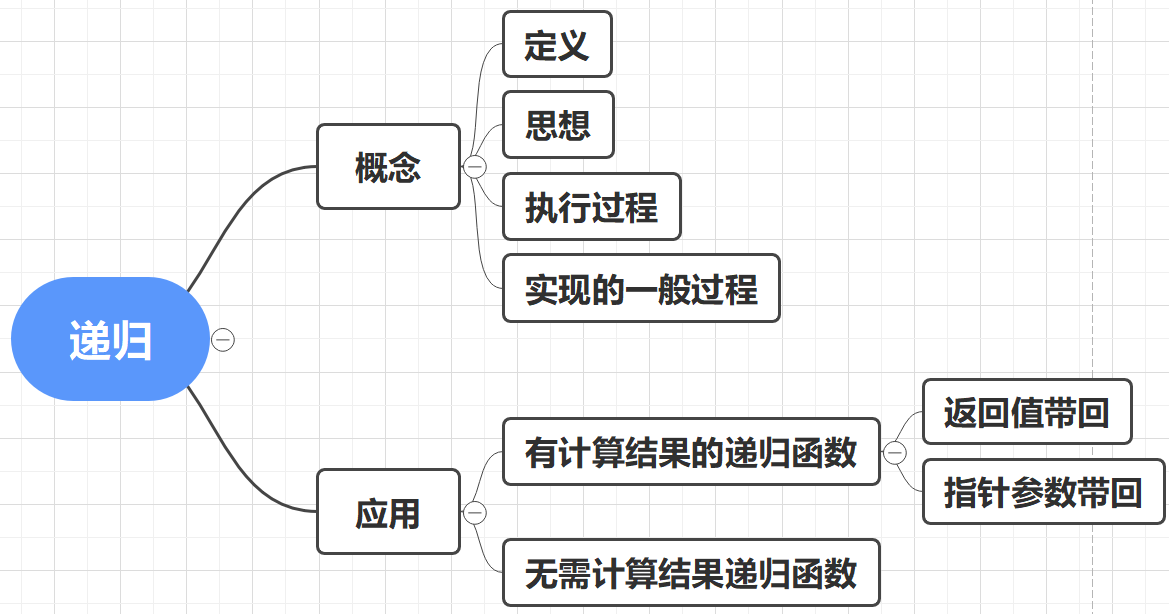 递归
概念
定义
思想
执行过程
实现的一般过程
应用
有计算结果的递归函数
返回值带回
指针参数带回
无需计算结果递归函数